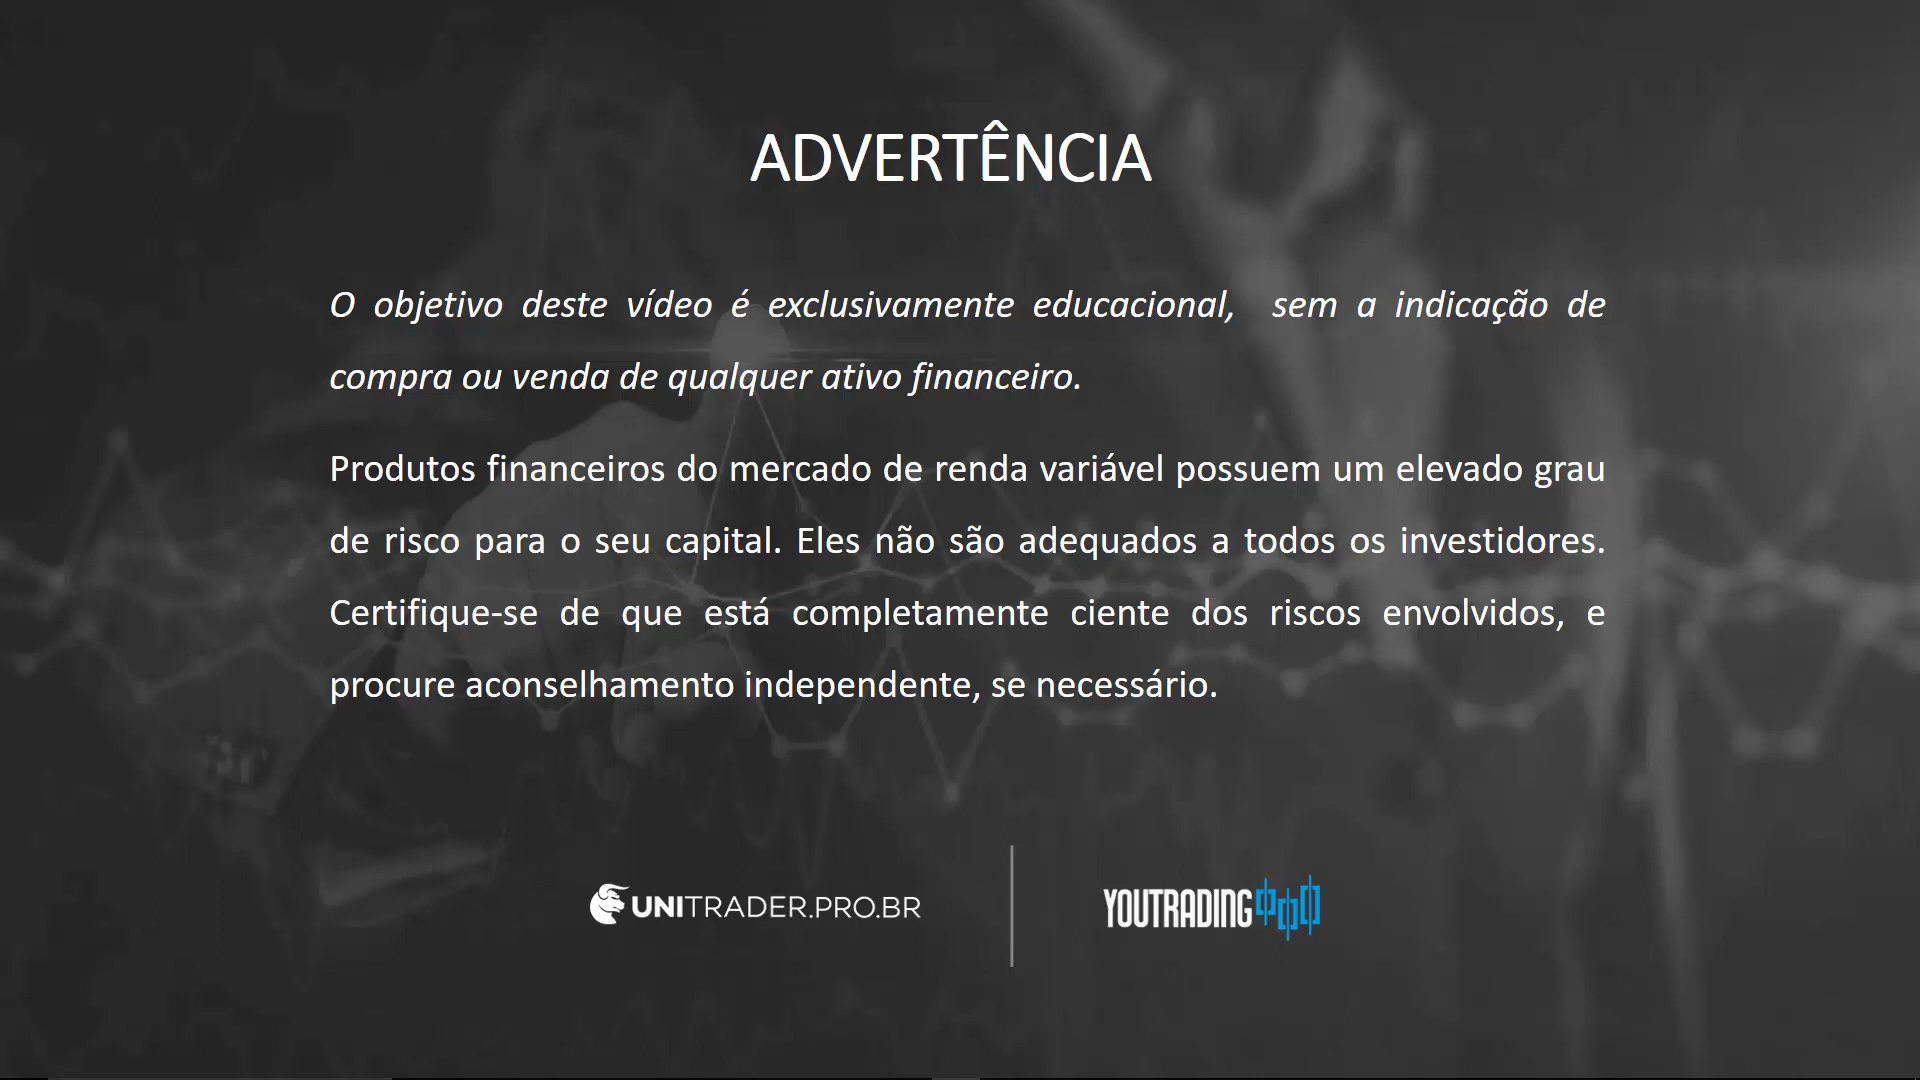 ADVERTÊNCIA
O objetivo deste vídeo é exclusivamente educacional, sem a indicação de
compra ou venda de qualquer ativo financeiro.
Produtos financeiros do mercado de renda variável possuem um elevado grau
de risco para o seu capital. Eles não são adequados a todos os investidores.
Certifique-se de que está completamente ciente dos riscos envolvidos, e
procure aconselhamento independente, se necessário.
UNITRADER.PRO.BR
YOUTRADING